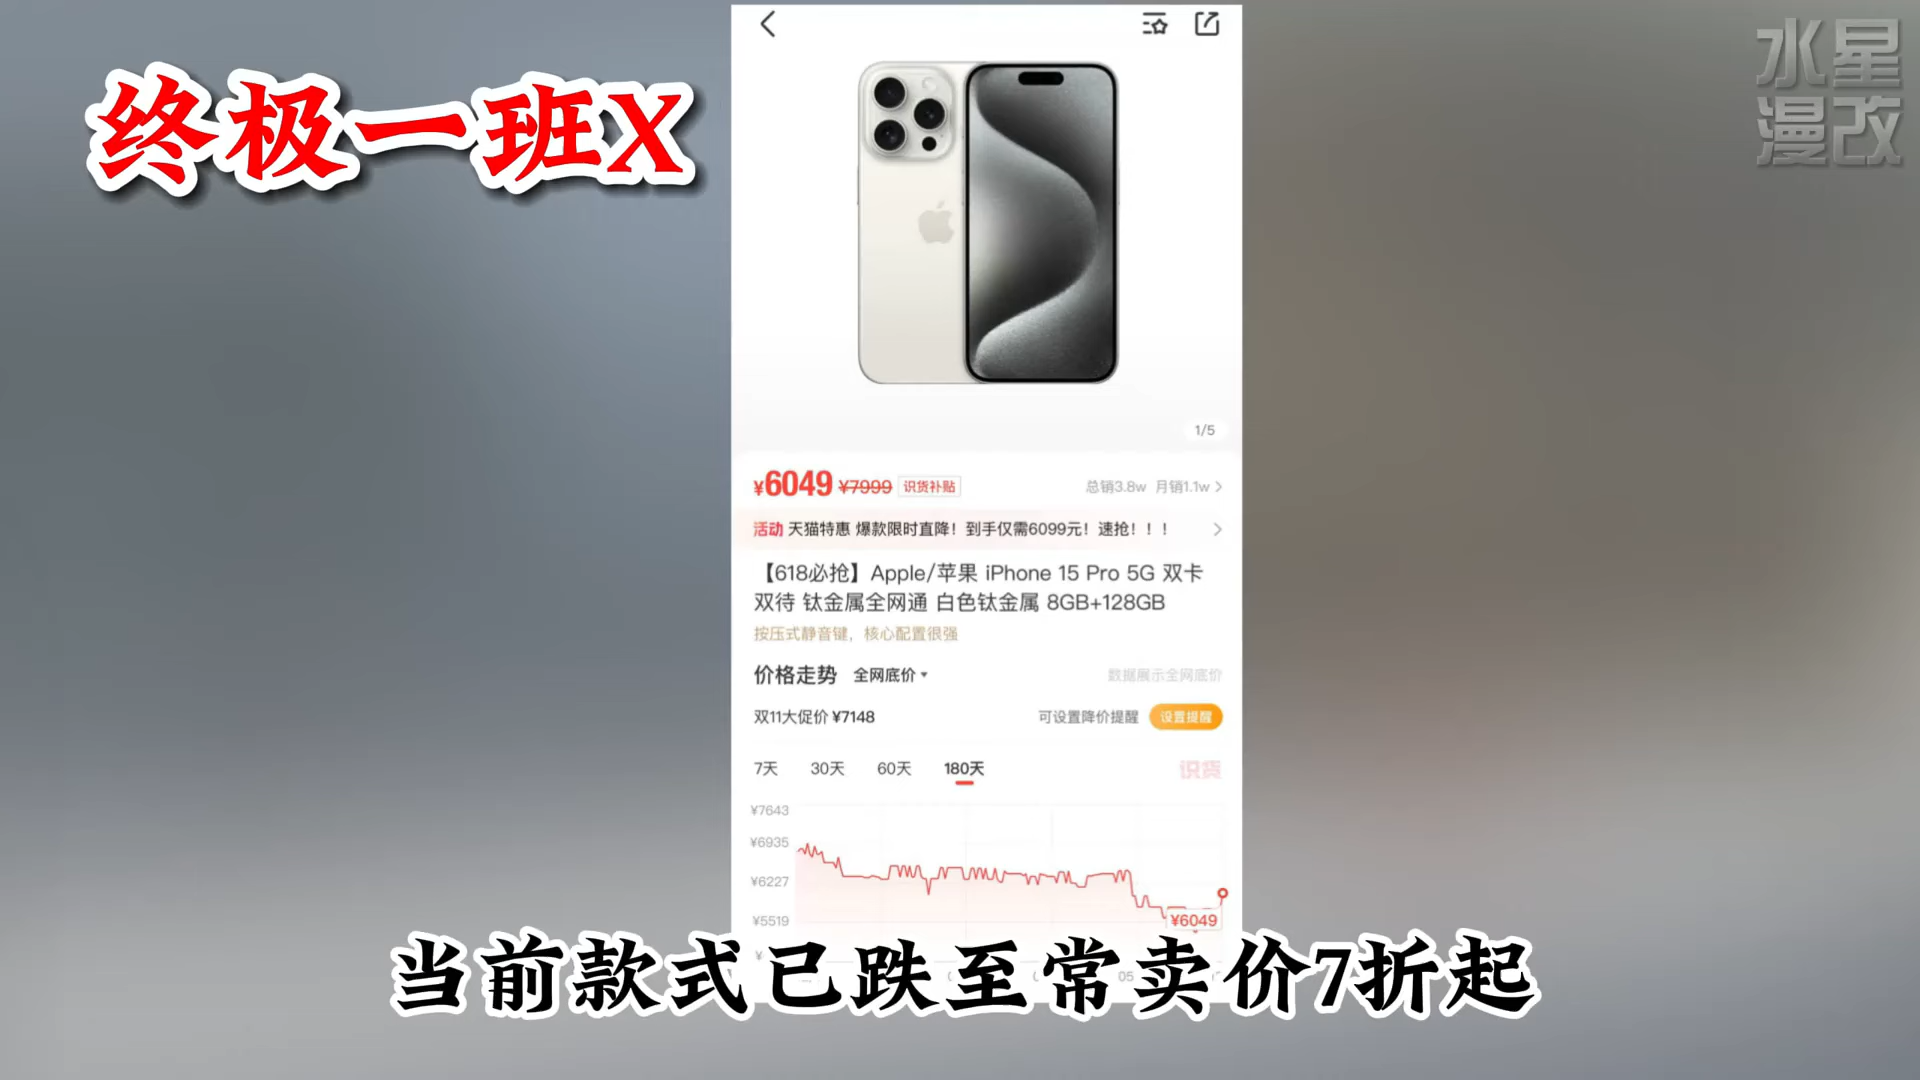 终极一班X
水星
漫改
1/5
¥6049 ¥7999 识货补贴 总销3.8w 月销1.1w
活动 天猫特惠 爆款限时直降！到手仅需6099元！速抢！！！
【618必抢】Apple/苹果 iPhone 15 Pro 5G 双卡
双待 钛金属全网通 白色钛金属 8GB+128GB
按压式静音键，核心配置很强
价格走势 全网底价 数据展示全网底价
双11大促价 ¥7148 可设置降价提醒 设置提醒
7天 30天 60天 180天 识货
¥7643
¥6935
¥6227
¥5519
¥6049
当前款式已跌至常卖价7折起